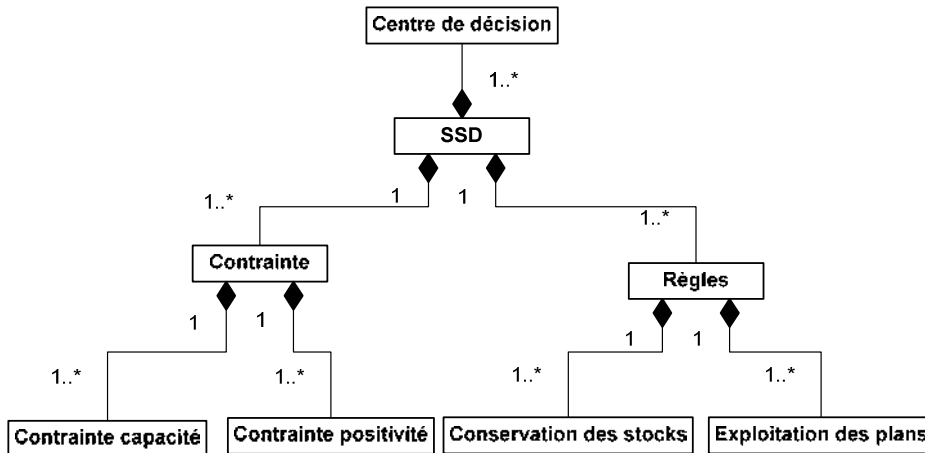 Centre de décision
1..*
SSD
1..*
1
1
1..*
Contrainte
Règles
1
1
1
1
1..*
1..*
1..*
1..*
Contrainte capacité
Contrainte positivité
Conservation des stocks
Exploitation des plans